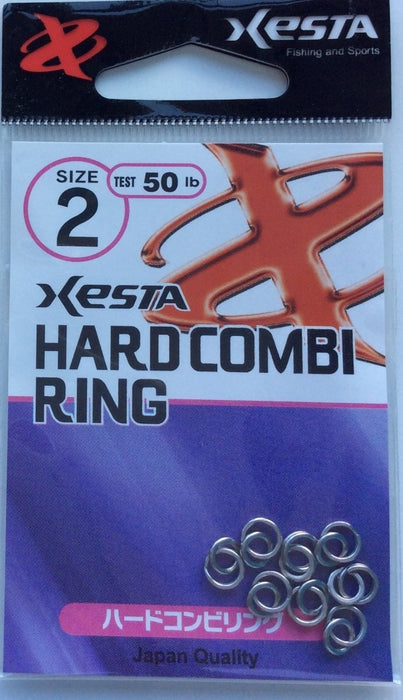 XESTA
Fishing and Sports
SIZE
2
TEST 50 lb
XESTA
HARD COMBI
RING
ハードコンビリング
Japan Quality